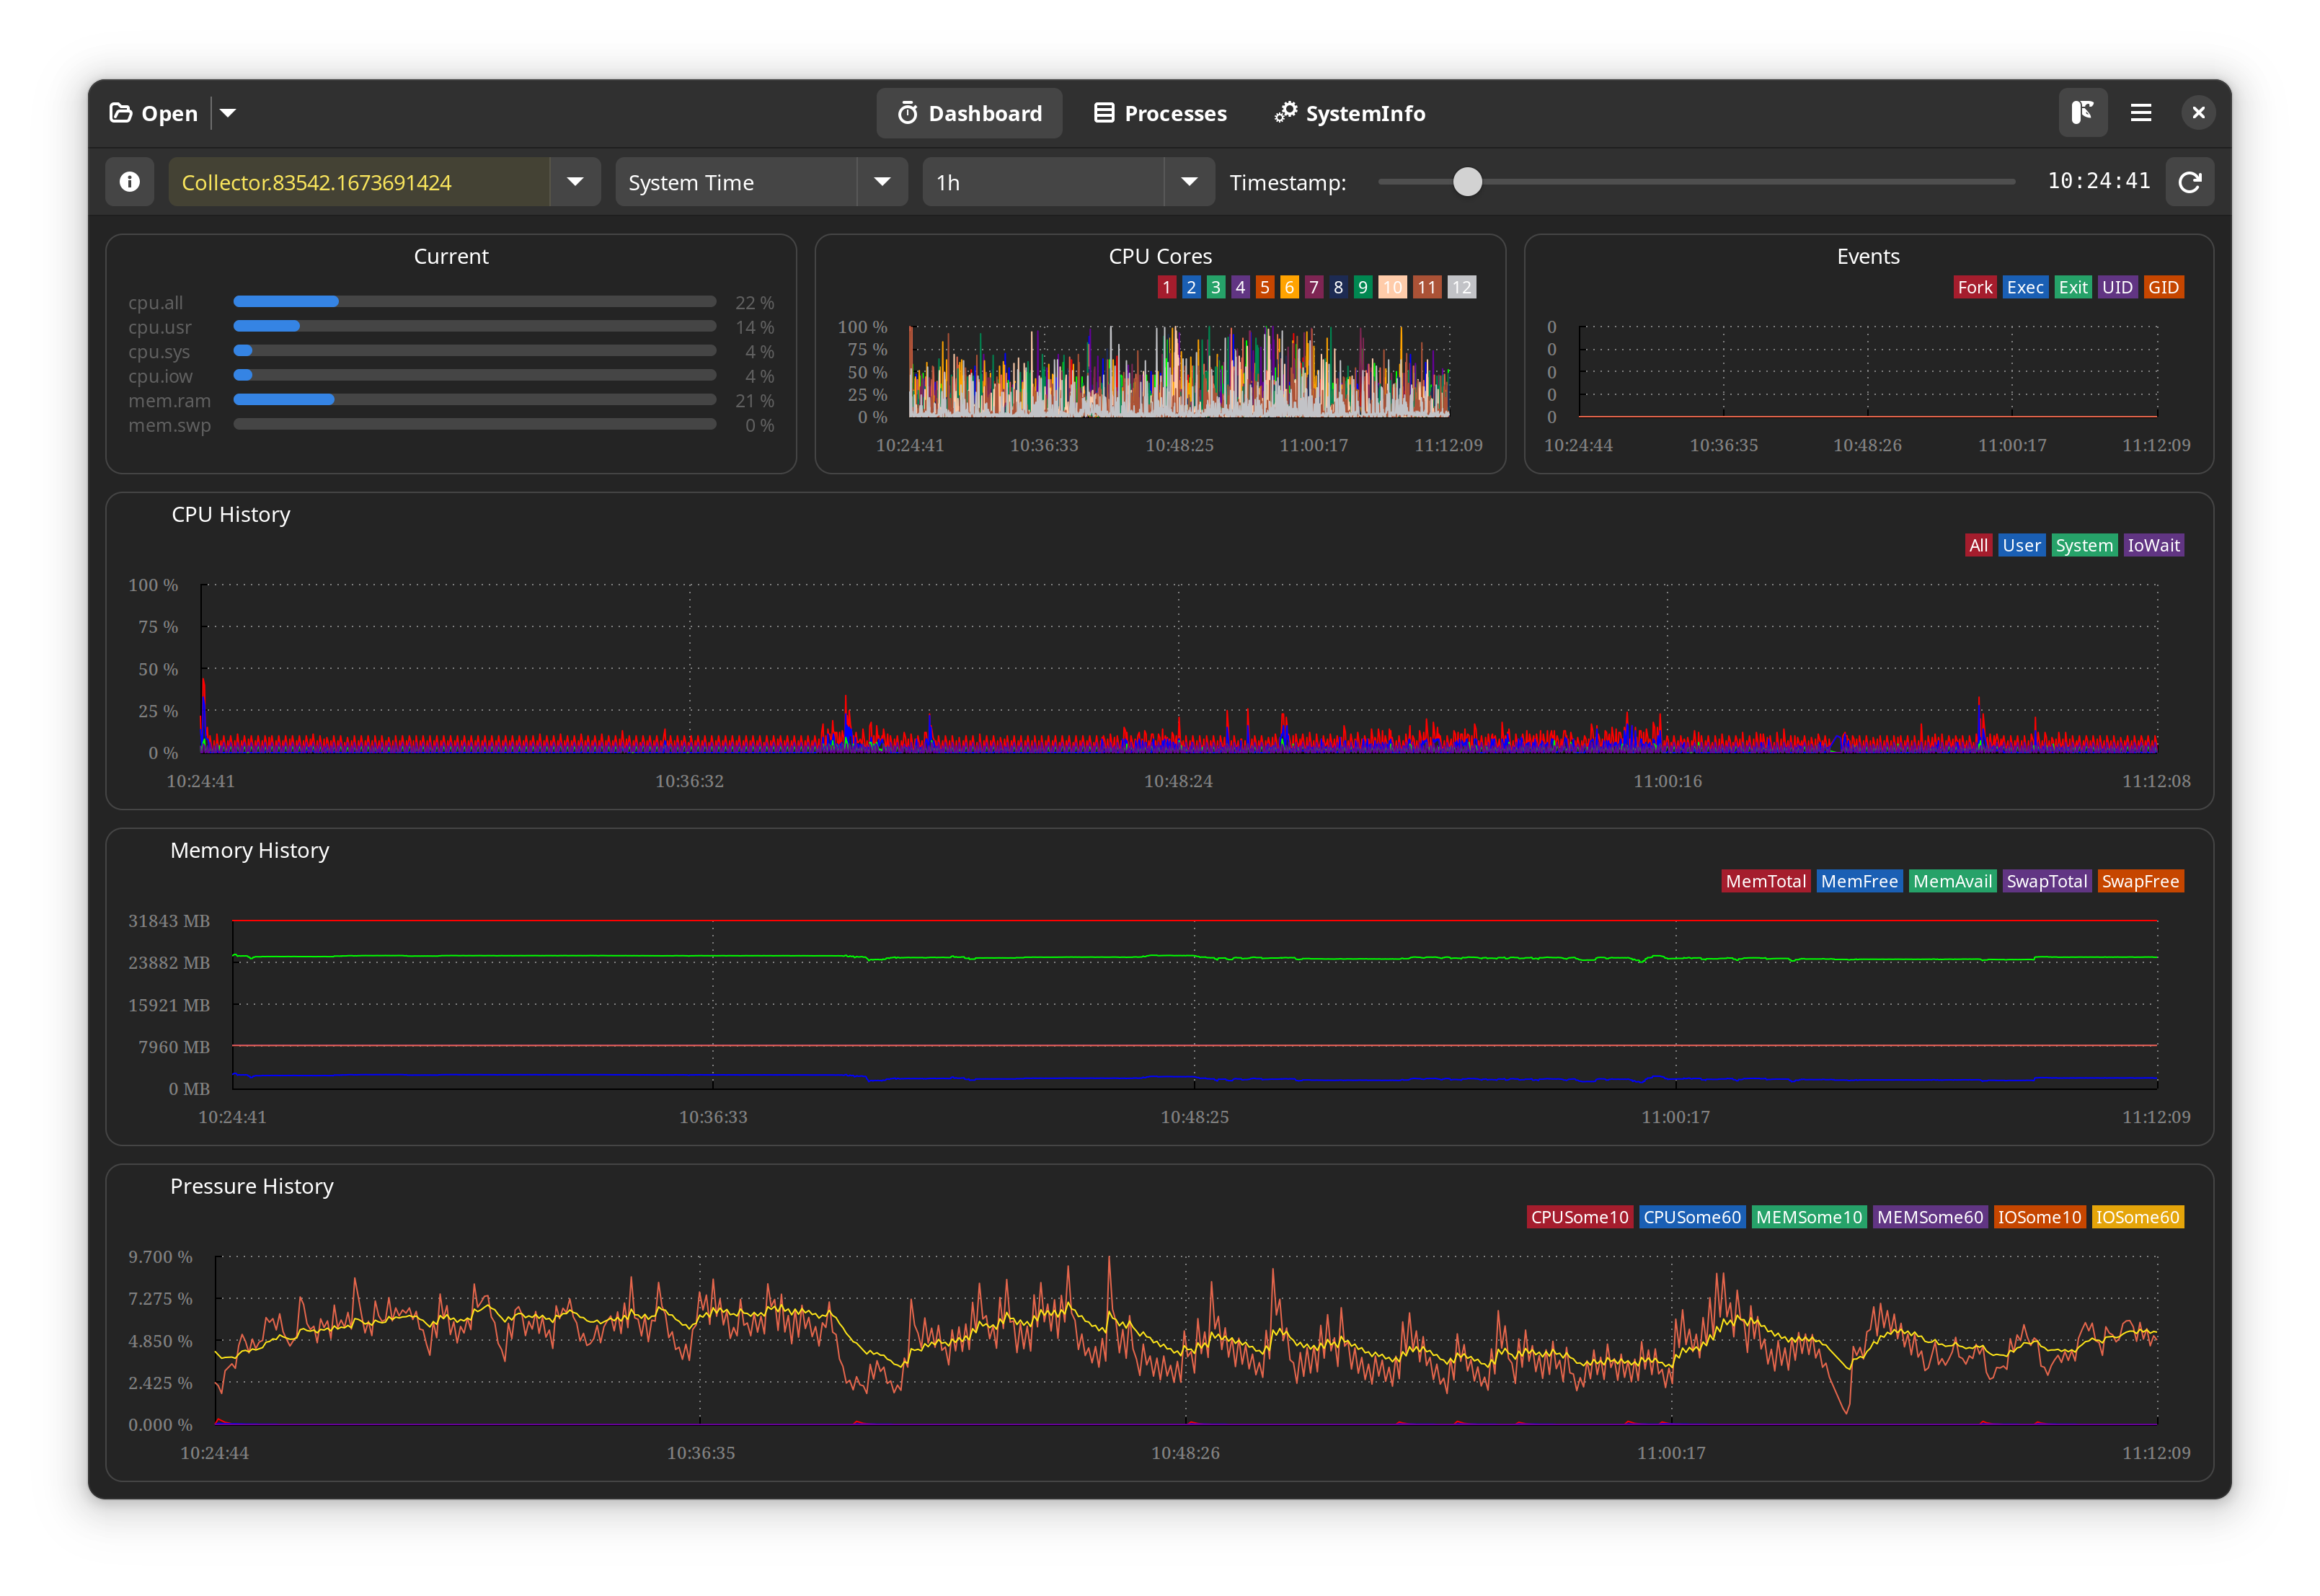 Open
Dashboard
Processes
SystemInfo
Collector.83542.1673691424
System Time
1h
Timestamp:
10:24:41
Current
cpu.all 22 %
cpu.usr 14 %
cpu.sys 4 %
cpu.iow 4 %
mem.ram 21 %
mem.swp 0 %
CPU Cores
1 2 3 4 5 6 7 8 9 10 11 12
100 %
75 %
50 %
25 %
0 %
10:24:41 10:36:33 10:48:25 11:00:17 11:12:09
Events
Fork Exec Exit UID GID
0
0
0
0
0
10:24:44 10:36:35 10:48:26 11:00:17 11:12:09
CPU History
All User System IoWait
100 %
75 %
50 %
25 %
0 %
10:24:41 10:36:32 10:48:24 11:00:16 11:12:08
Memory History
MemTotal MemFree MemAvail SwapTotal SwapFree
31843 MB
23882 MB
15921 MB
7960 MB
0 MB
10:24:41 10:36:33 10:48:25 11:00:17 11:12:09
Pressure History
CPUSome10 CPUSome60 MEMSome10 MEMSome60 IOSome10 IOSome60
9.700 %
7.275 %
4.850 %
2.425 %
0.000 %
10:24:44 10:36:35 10:48:26 11:00:17 11:12:09